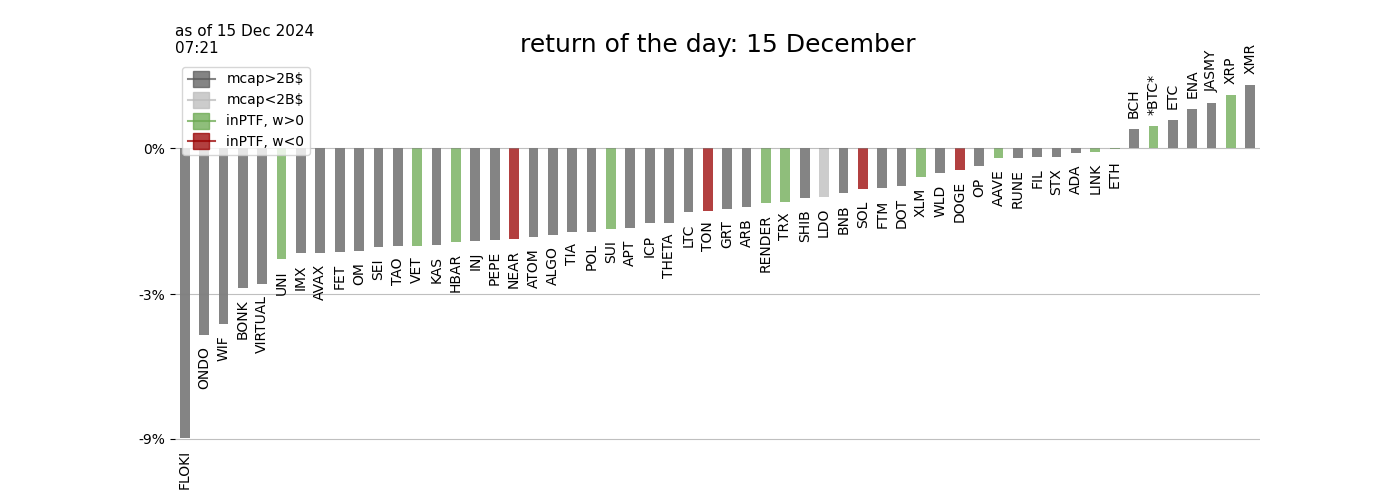 as of 15 Dec 2024
07:21
return of the day: 15 December
mcap>2B$
mcap<2B$
inPTF, w>0
inPTF, w<0
0%
-3%
-9%
FLOKI
ONDO
WIF
BONK
VIRTUAL
UNI
IMX
AVAX
FET
OM
SEI
TAO
VET
KAS
HBAR
INJ
PEPE
NEAR
ATOM
ALGO
TIA
POL
SUI
APT
ICP
THETA
LTC
TON
GRT
ARB
RENDER
TRX
SHIB
LDO
BNB
SOL
FTM
DOT
XLM
WLD
DOGE
OP
AAVE
RUNE
FIL
STX
ADA
LINK
ETH
BCH
*BTC*
ETC
ENA
JASMY
XRP
XMR